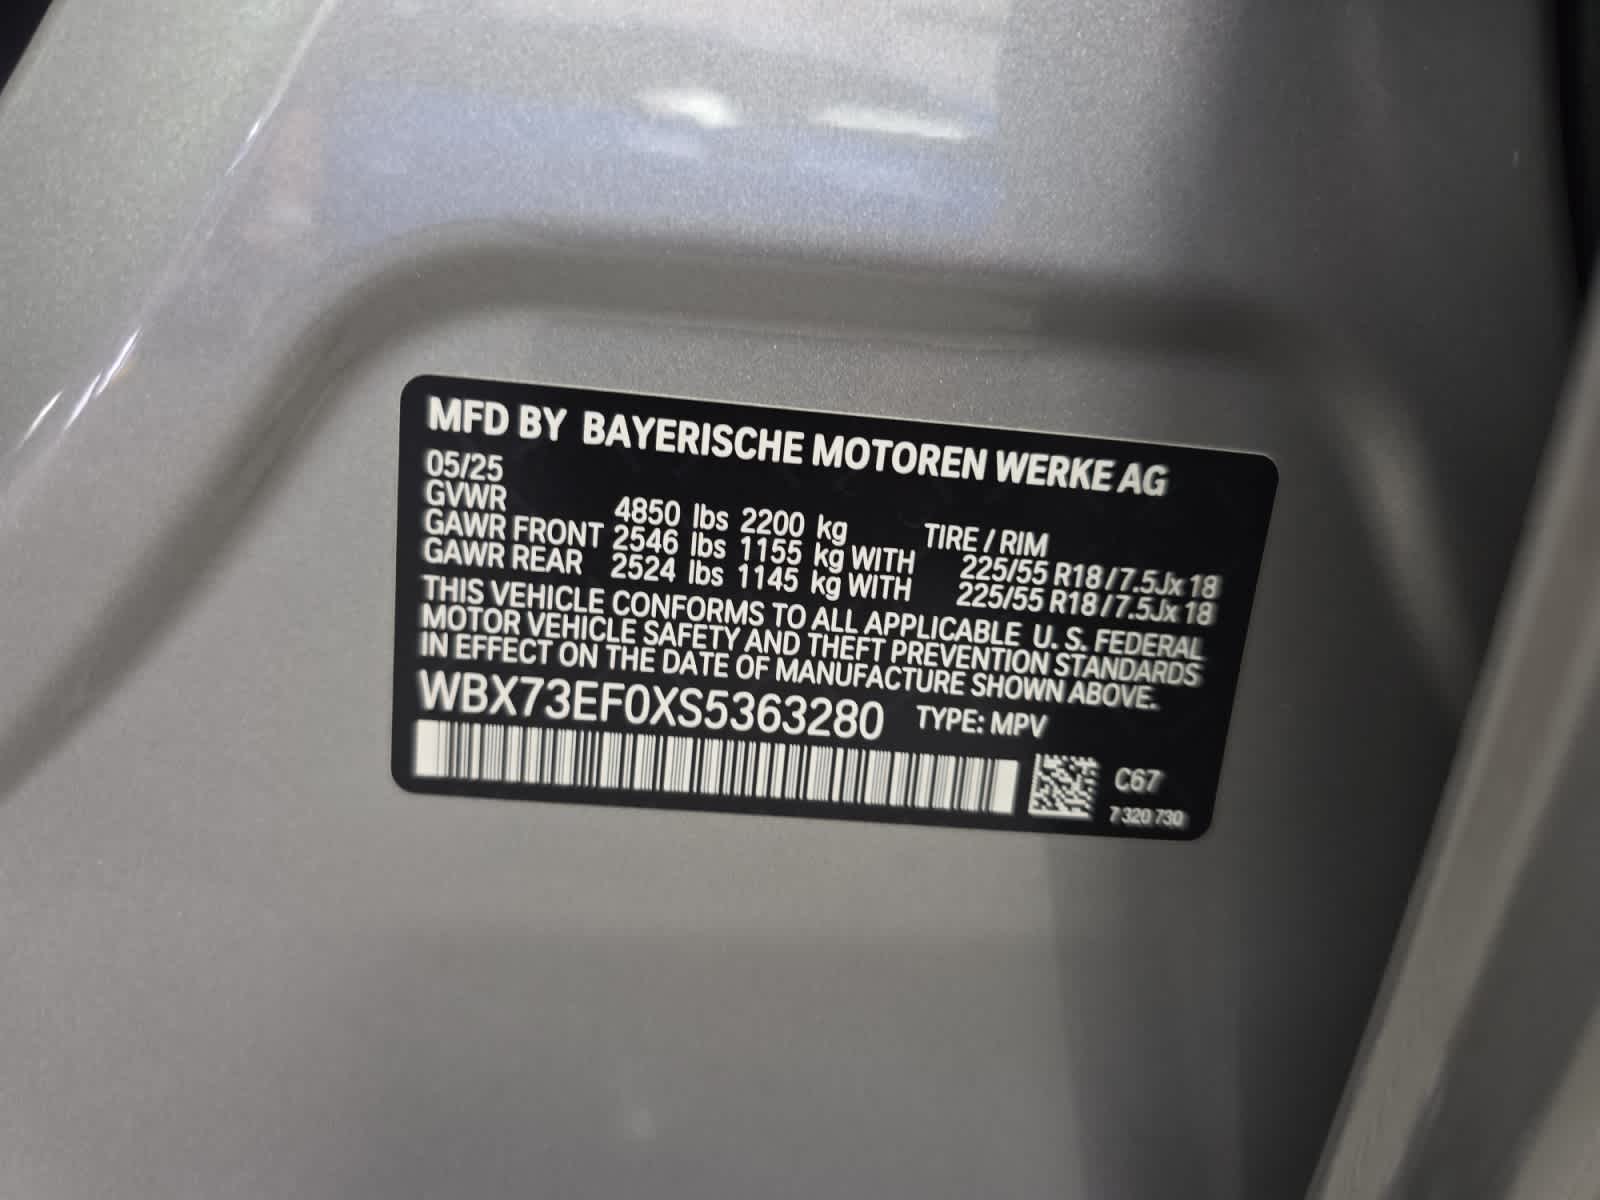 MFD BY BAYERISCHE MOTOREN WERKE AG
05/25
GVWR 4850 lbs 2200 kg TIRE / RIM
GAWR FRONT 2546 lbs 1155 kg WITH 225/55 R18 / 7.5Jx 18
GAWR REAR 2524 lbs 1145 kg WITH 225/55 R18 / 7.5Jx 18
THIS VEHICLE CONFORMS TO ALL APPLICABLE U. S. FEDERAL
MOTOR VEHICLE SAFETY AND THEFT PREVENTION STANDARDS
IN EFFECT ON THE DATE OF MANUFACTURE SHOWN ABOVE.
WBX73EF0XS5363280 TYPE: MPV
C67
7 320 730